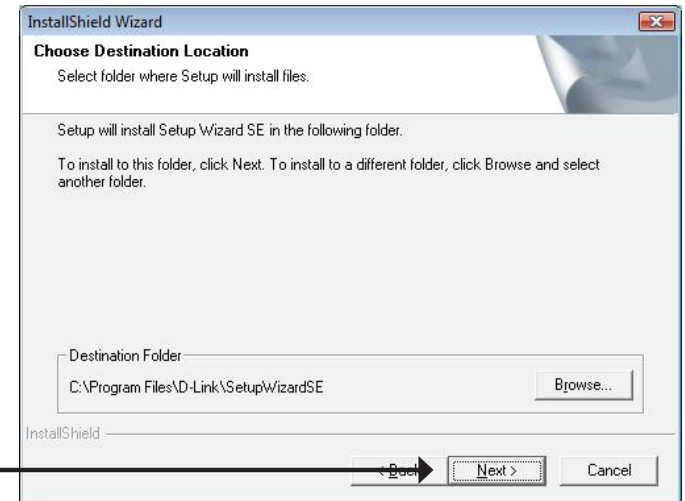 InstallShield Wizard
Choose Destination Location
Select folder where Setup will install files.
Setup will install Setup Wizard SE in the following folder.
To install to this folder, click Next. To install to a different folder, click Browse and select
another folder.
Destination Folder
C:\Program Files\D-Link\SetupWizardSE
Browse...
InstallShield
< Back Next > Cancel